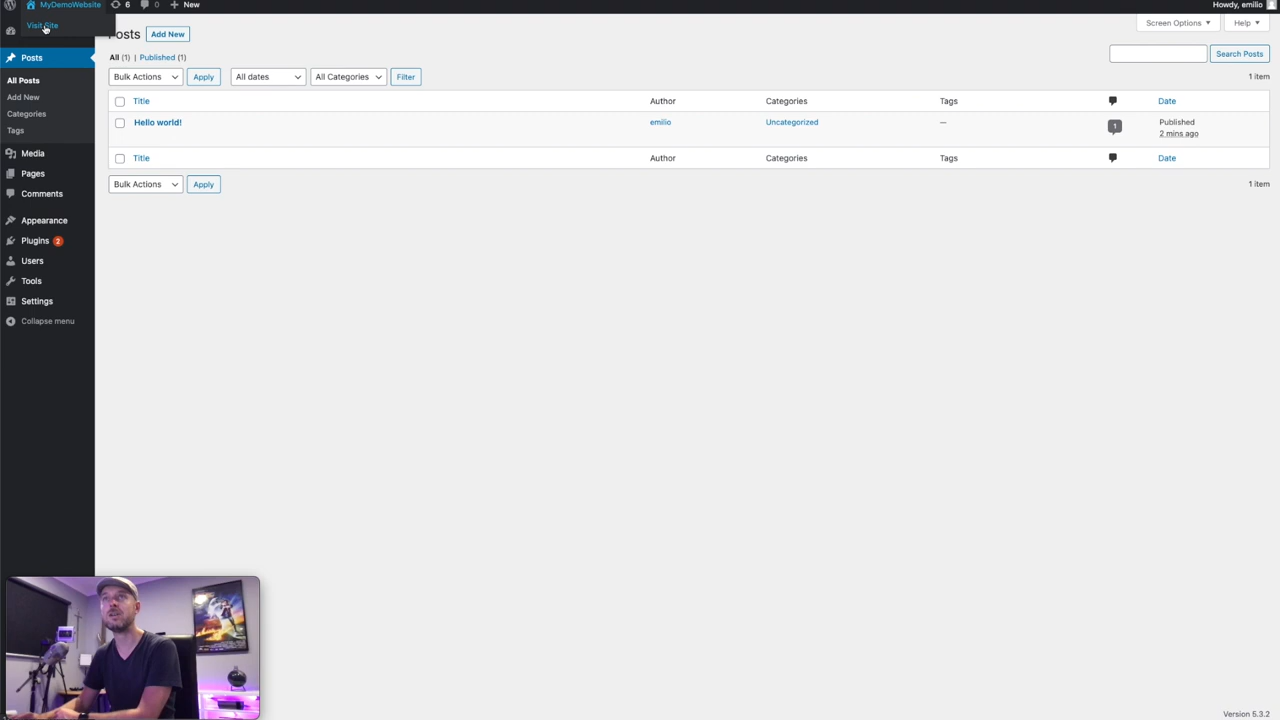 MyDemoWebsite 6 0 New Howdy, emilio
Visit Site
Posts Add New Screen Options Help
Posts
All (1) | Published (1) Search Posts
Bulk Actions Apply All dates All Categories Filter 1 item
All Posts
Add New
Categories
Tags
Media
Pages
Comments
Appearance
Plugins 2
Users
Tools
Settings
Collapse menu
Title Author Categories Tags Date
Hello world! emilio Uncategorized — 1 Published
2 mins ago
Title Author Categories Tags Date
Bulk Actions Apply 1 item
Version 5.3.2